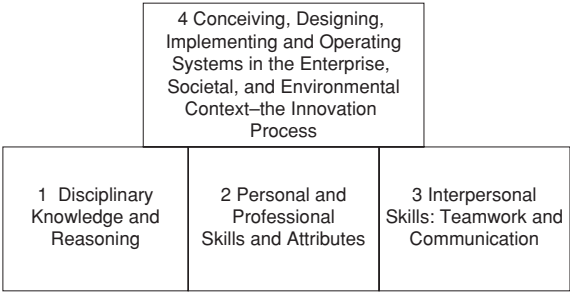 4 Conceiving, Designing,
Implementing and Operating
Systems in the Enterprise,
Societal, and Environmental
Context–the Innovation
Process
1 Disciplinary
Knowledge and
Reasoning
2 Personal and
Professional
Skills and Attributes
3 Interpersonal
Skills: Teamwork and
Communication